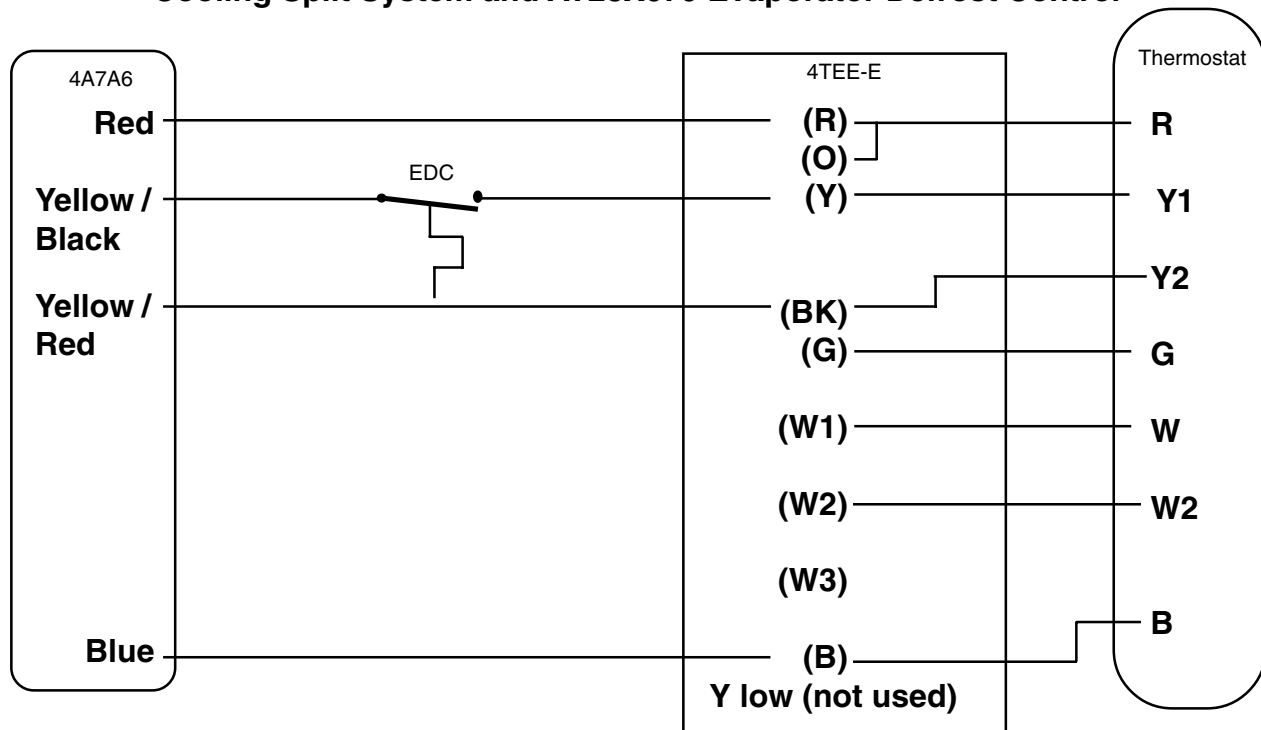 4A7A6
4TEE-E
Thermostat
Red
(R)
R
(O)
EDC
Yellow /
Black
(Y)
Y1
Y2
Yellow /
Red
(BK)
(G)
G
(W1)
W
(W2)
W2
(W3)
B
Blue
(B)
Y low (not used)